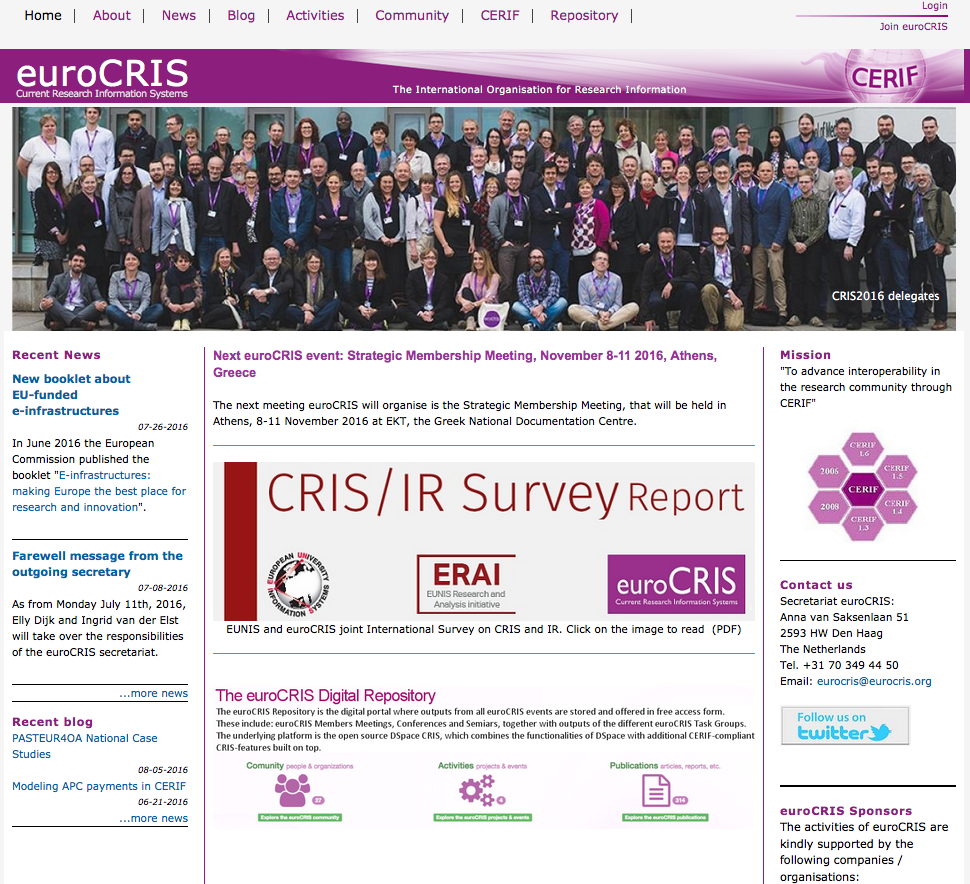 Home
About
News
Blog
Activities
Community
CERIF
Repository
Login
Join euroCRIS
euroCRIS
Current Research Information Systems
The International Organisation for Research Information
CERIF
CRIS2016 delegates
Recent News
New booklet about
EU-funded
e-infrastructures
07-26-2016
In June 2016 the European
Commission published the
booklet "E-infrastructures:
making Europe the best place for
research and innovation".
Farewell message from the
outgoing secretary
07-08-2016
As from Monday July 11th, 2016,
Elly Dijk and Ingrid van der Elst
will take over the responsibilities
of the euroCRIS secretariat.
...more news
Recent blog
PASTEUR4OA National Case
Studies
08-05-2016
Modeling APC payments in CERIF
06-21-2016
...more news
Next euroCRIS event: Strategic Membership Meeting, November 8-11 2016, Athens,
Greece
The next meeting euroCRIS will organise is the Strategic Membership Meeting, that will be held in
Athens, 8-11 November 2016 at EKT, the Greek National Documentation Centre.
CRIS/IR Survey Report
EUROPEAN UNIVERSITY INFORMATION SYSTEMS
ERAI
EUNIS Research and
Analysis initiative
euroCRIS
Current Research Information Systems
EUNIS and euroCRIS joint International Survey on CRIS and IR. Click on the image to read (PDF)
The euroCRIS Digital Repository
The euroCRIS Repository is the digital portal where outputs from all euroCRIS events are stored and offered in free access form.
These include: euroCRIS Members Meetings, Conferences and Semiars, together with outputs of the different euroCRIS Task Groups.
The underlying platform is the open source DSpace CRIS, which combines the functionalities of DSpace with additional CERIF-compliant
CRIS-features built on top.
Comunity people & organizations
27
Explore the euroCRIS community
Activities projects & events
4
Explore the euroCRIS projects & events
Publications articles, reports, etc.
314
Explore the euroCRIS publications
Mission
"To advance interoperability in
the research community through
CERIF"
CERIF
1.6
2006
CERIF
1.5
CERIF
2008
CERIF
1.4
CERIF
1.3
Contact us
Secretariat euroCRIS:
Anna van Saksenlaan 51
2593 HW Den Haag
The Netherlands
Tel. +31 70 349 44 50
Email: eurocris@eurocris.org
Follow us on
twitter
euroCRIS Sponsors
The activities of euroCRIS are
kindly supported by the
following companies /
organisations: